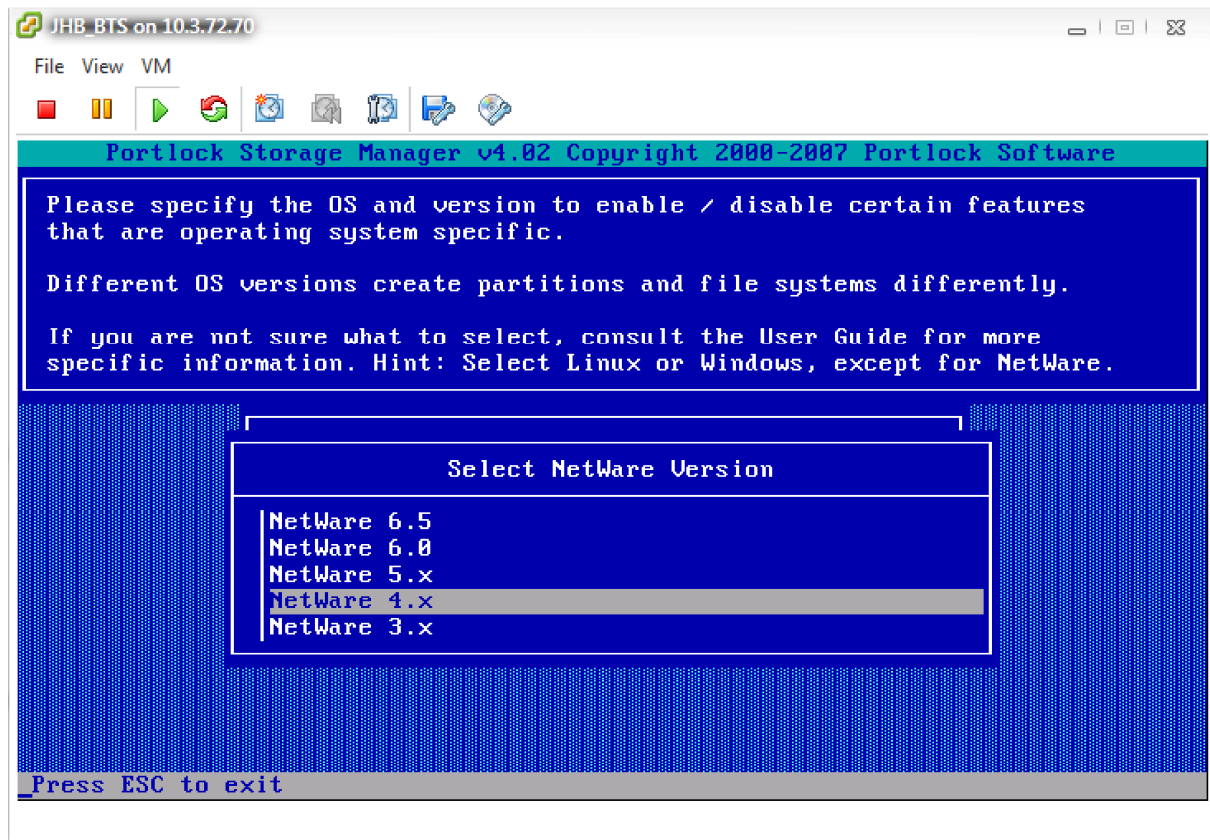 JHB_BTS on 10.3.72.70
File View VM
Portlock Storage Manager v4.02 Copyright 2000-2007 Portlock Software
Please specify the OS and version to enable / disable certain features
that are operating system specific.
Different OS versions create partitions and file systems differently.
If you are not sure what to select, consult the User Guide for more
specific information. Hint: Select Linux or Windows, except for NetWare.
Select NetWare Version
NetWare 6.5
NetWare 6.0
NetWare 5.x
NetWare 4.x
NetWare 3.x
Press ESC to exit